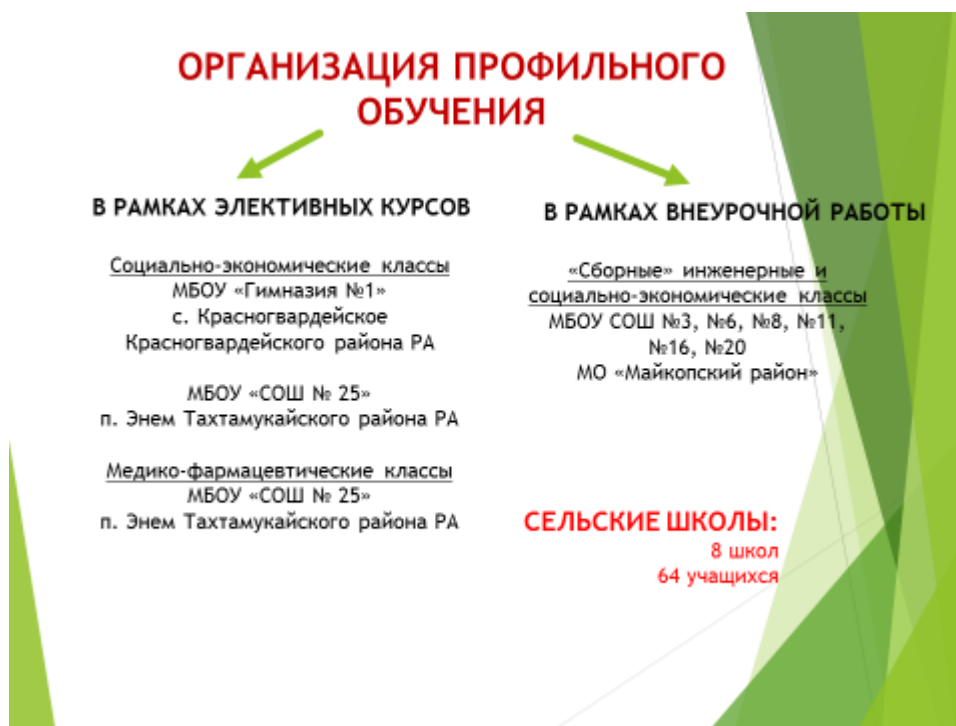 ОРГАНИЗАЦИЯ ПРОФИЛЬНОГО
ОБУЧЕНИЯ
В РАМКАХ ЭЛЕКТИВНЫХ КУРСОВ
Социально-экономические классы
МБОУ «Гимназия №1»
с. Красногвардейское
Красногвардейского района РА
МБОУ «СОШ № 25»
п. Энем Тахтамукайского района РА
Медико-фармацевтические классы
МБОУ «СОШ № 25»
п. Энем Тахтамукайского района РА
В РАМКАХ ВНЕУРОЧНОЙ РАБОТЫ
«Сборные» инженерные и
социально-экономические классы
МБОУ СОШ №3, №6, №8, №11,
№16, №20
МО «Майкопский район»
СЕЛЬСКИЕ ШКОЛЫ:
8 школ
64 учащихся